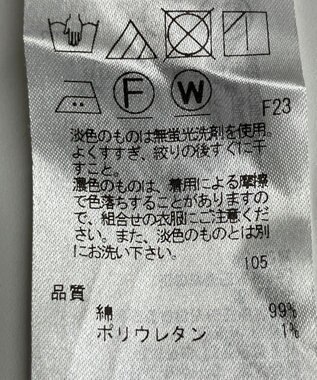 F W
F23
淡色のものは無蛍光洗剤を使用。
よくすすぎ、絞りの後すぐに干
すこと。
濃色のものは、着用による摩擦
で色落ちすることがありますの
で、組合せの衣服にご注意くだ
さい。また、淡色のものとは別
にお洗い下さい。
105
品質
綿 99%
ポリウレタン 1%